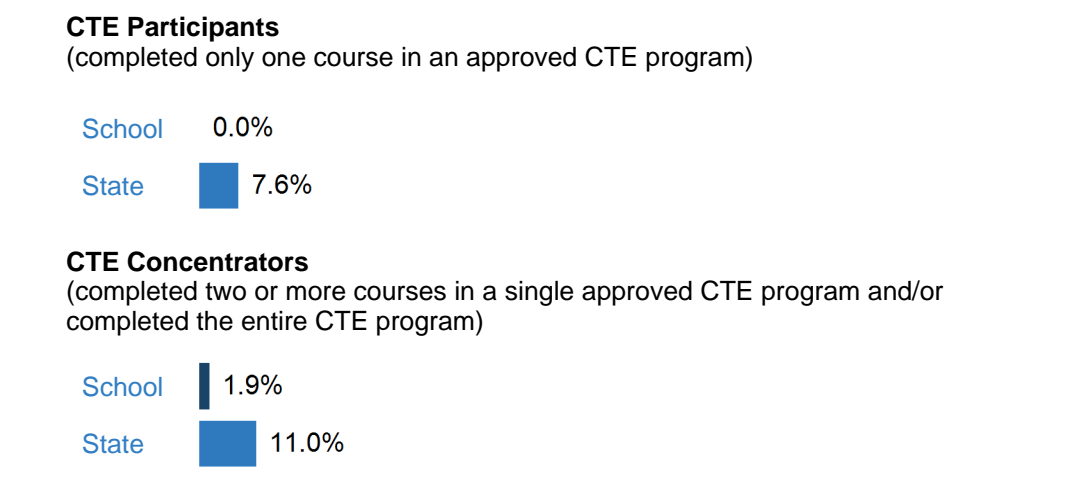 CTE Participants
(completed only one course in an approved CTE program)
School 0.0%
State 7.6%
CTE Concentrators
(completed two or more courses in a single approved CTE program and/or
completed the entire CTE program)
School 1.9%
State 11.0%